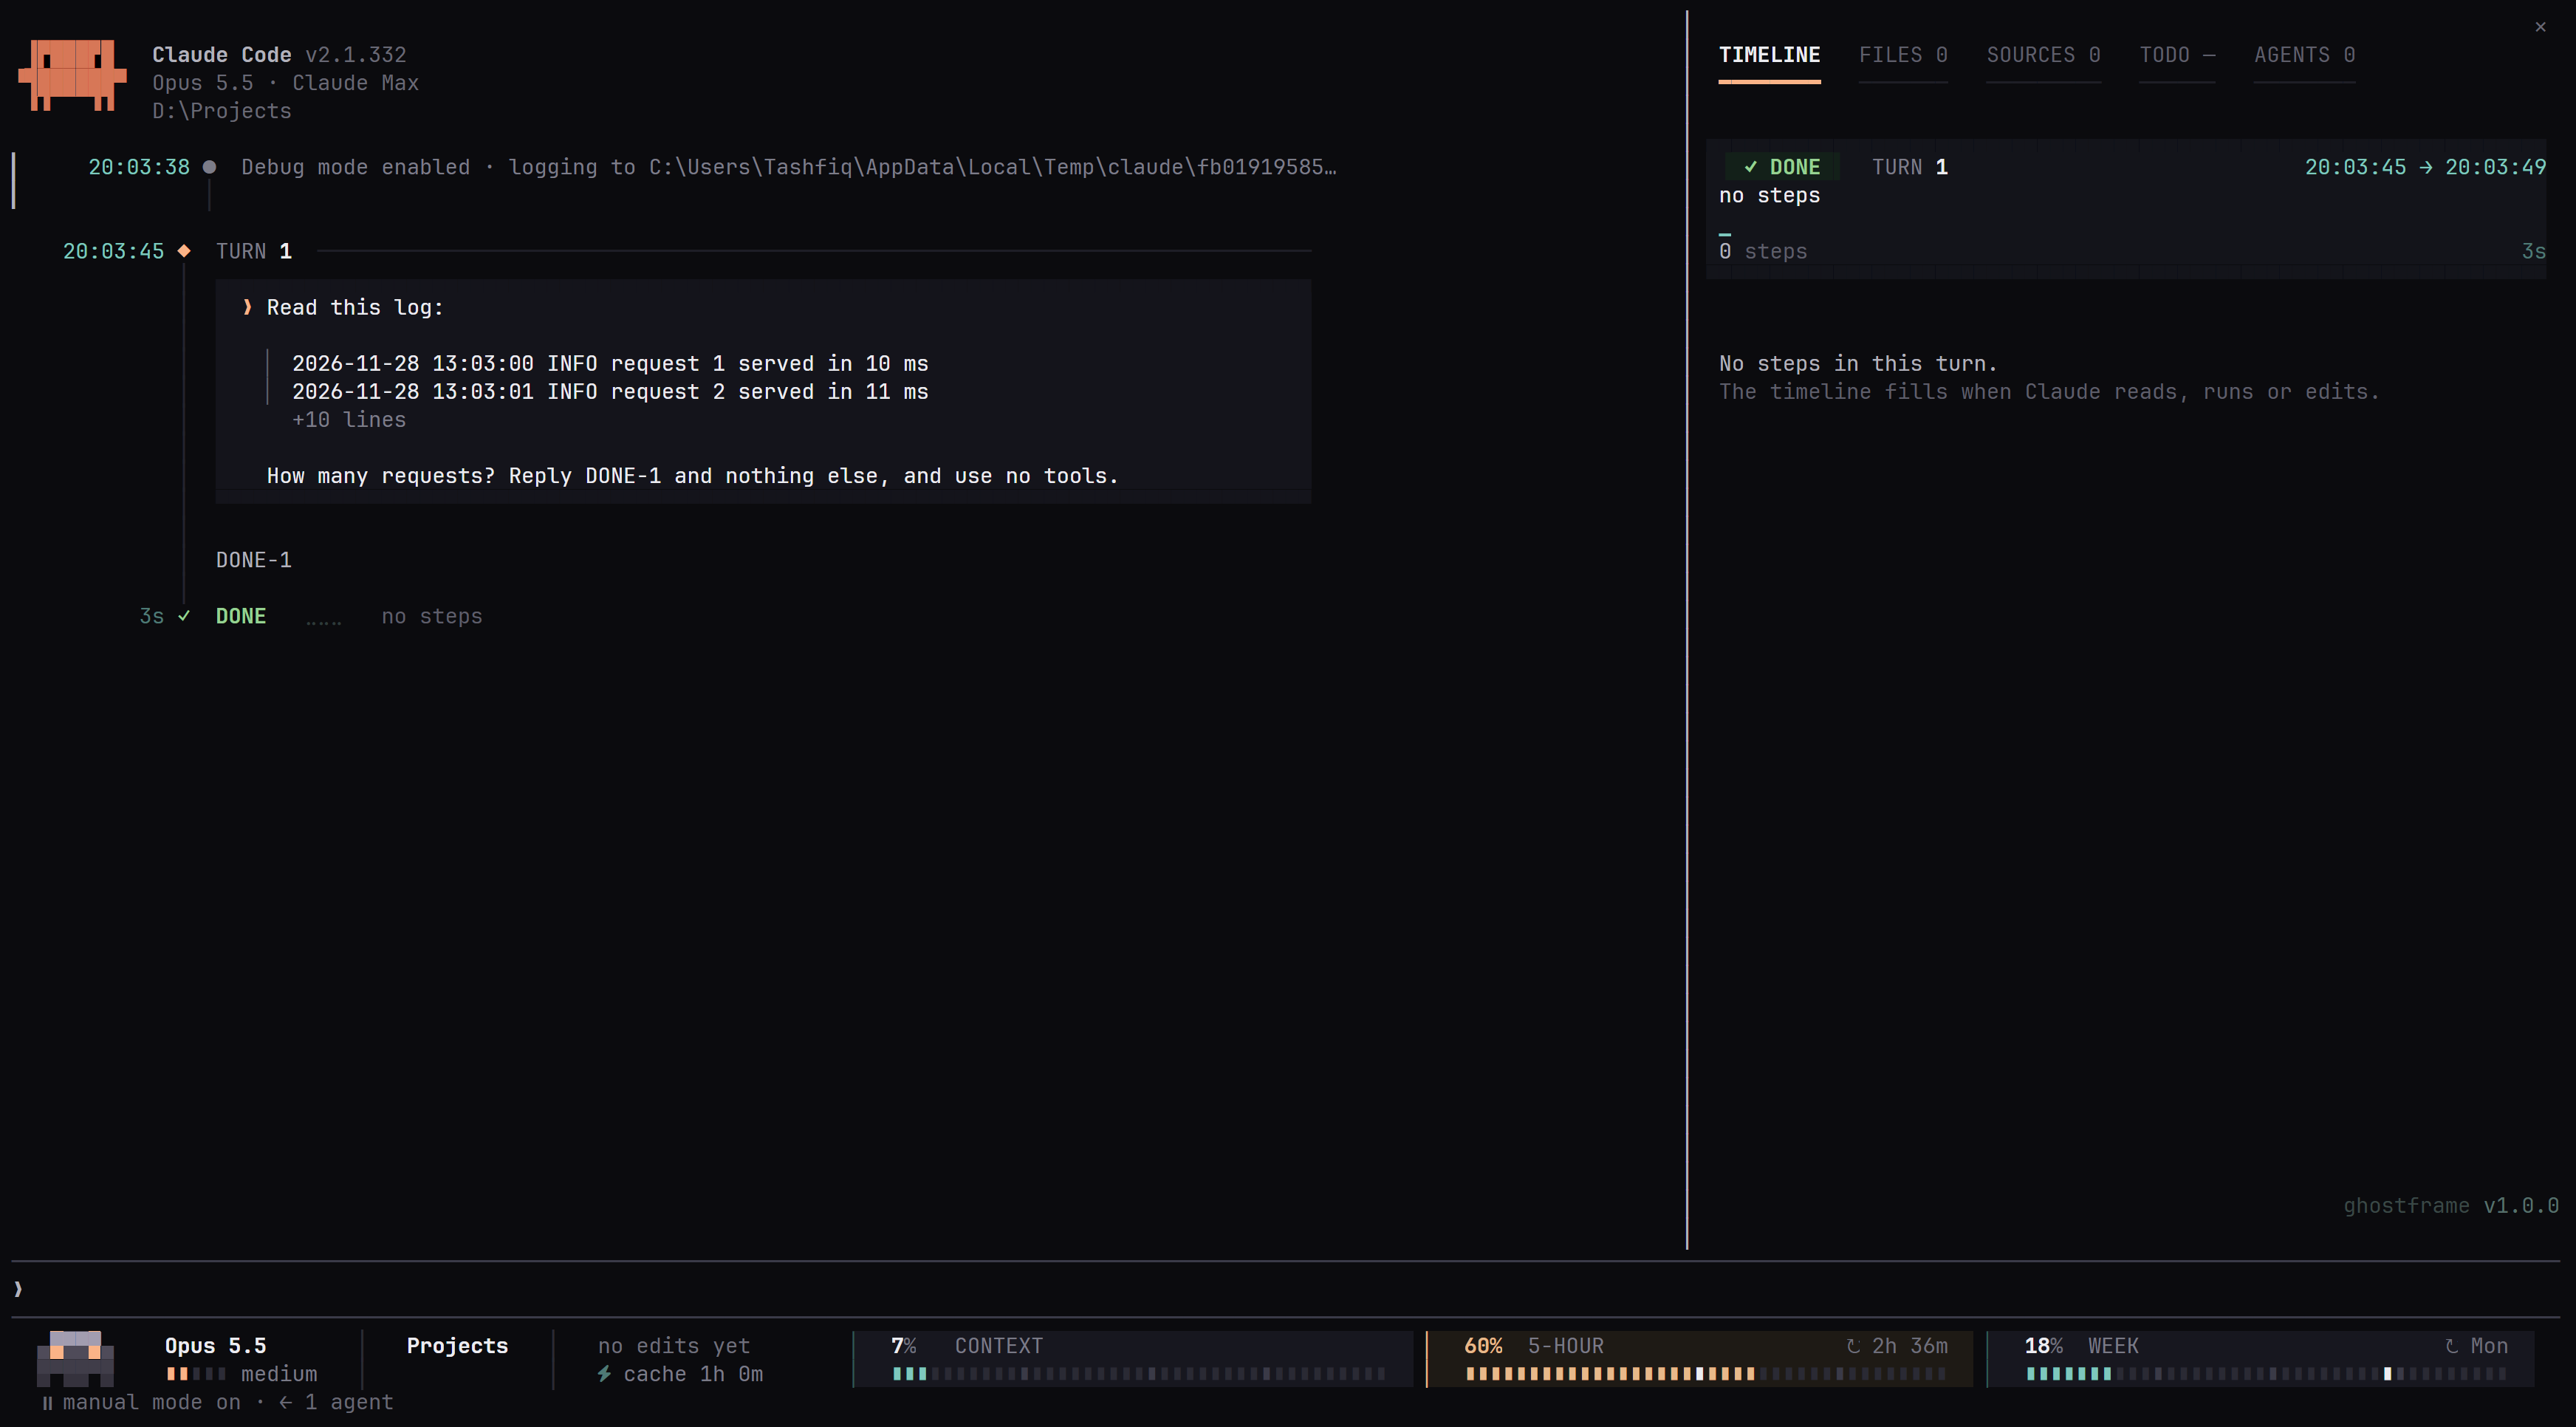 Claude Code v2.1.332
Opus 5.5 · Claude Max
D:\Projects
20:03:38 ● Debug mode enabled · logging to C:\Users\Tashfiq\AppData\Local\Temp\claude\fb01919585…
20:03:45 ◆ TURN 1
❯ Read this log:
2026-11-28 13:03:00 INFO request 1 served in 10 ms
2026-11-28 13:03:01 INFO request 2 served in 11 ms
+10 lines
How many requests? Reply DONE-1 and nothing else, and use no tools.
DONE-1
3s ✓ DONE no steps
×
TIMELINE FILES 0 SOURCES 0 TODO — AGENTS 0
✓ DONE TURN 1 20:03:45 → 20:03:49
no steps
0 steps 3s
No steps in this turn.
The timeline fills when Claude reads, runs or edits.
ghostframe v1.0.0
❯
Opus 5.5 Projects no edits yet 7% CONTEXT 60% 5-HOUR ↻ 2h 36m 18% WEEK ↻ Mon
medium ⚡ cache 1h 0m
⏸ manual mode on · ← 1 agent